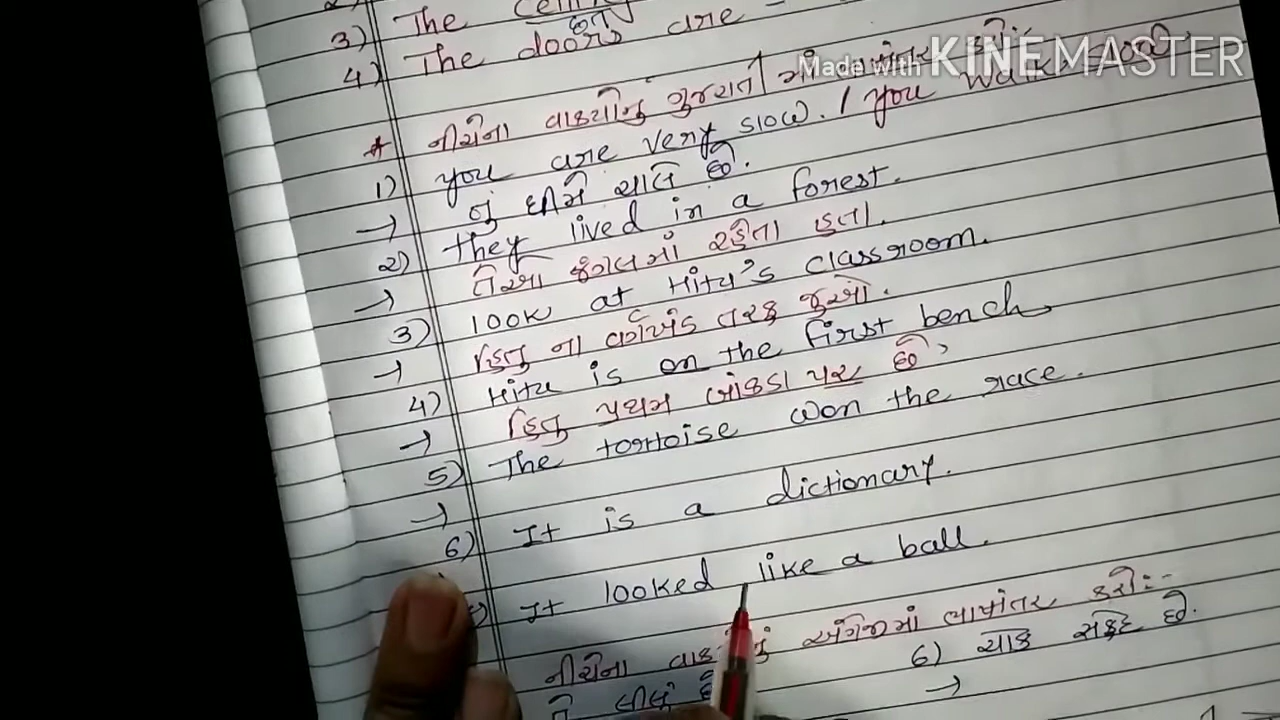 3) The
4) The doors are -
Made with KINEMASTER
* નીચેના વાક્યોનું ગુજરાતી માં
1) you are very slow. / you walk slow.
→ તું ધીમે ચાલે છે.
2) they lived in a forest.
→ તેઓ જંગલમાં રહેતા હતા.
3) look at Hitu's classroom.
→ હિતુ ના વર્ગખંડ તરફ જુઓ.
4) Hitu is on the first bench
→ હિતુ પ્રથમ બાંકડા પર છે,
5) The tortoise won the race.
→
6) It is a dictionary.
It looked like a ball.
નીચેના અંગ્રેજીમાં ભાષાંતર કરો:-
6) ચાક સફેદ છે.
→
તે લીલું